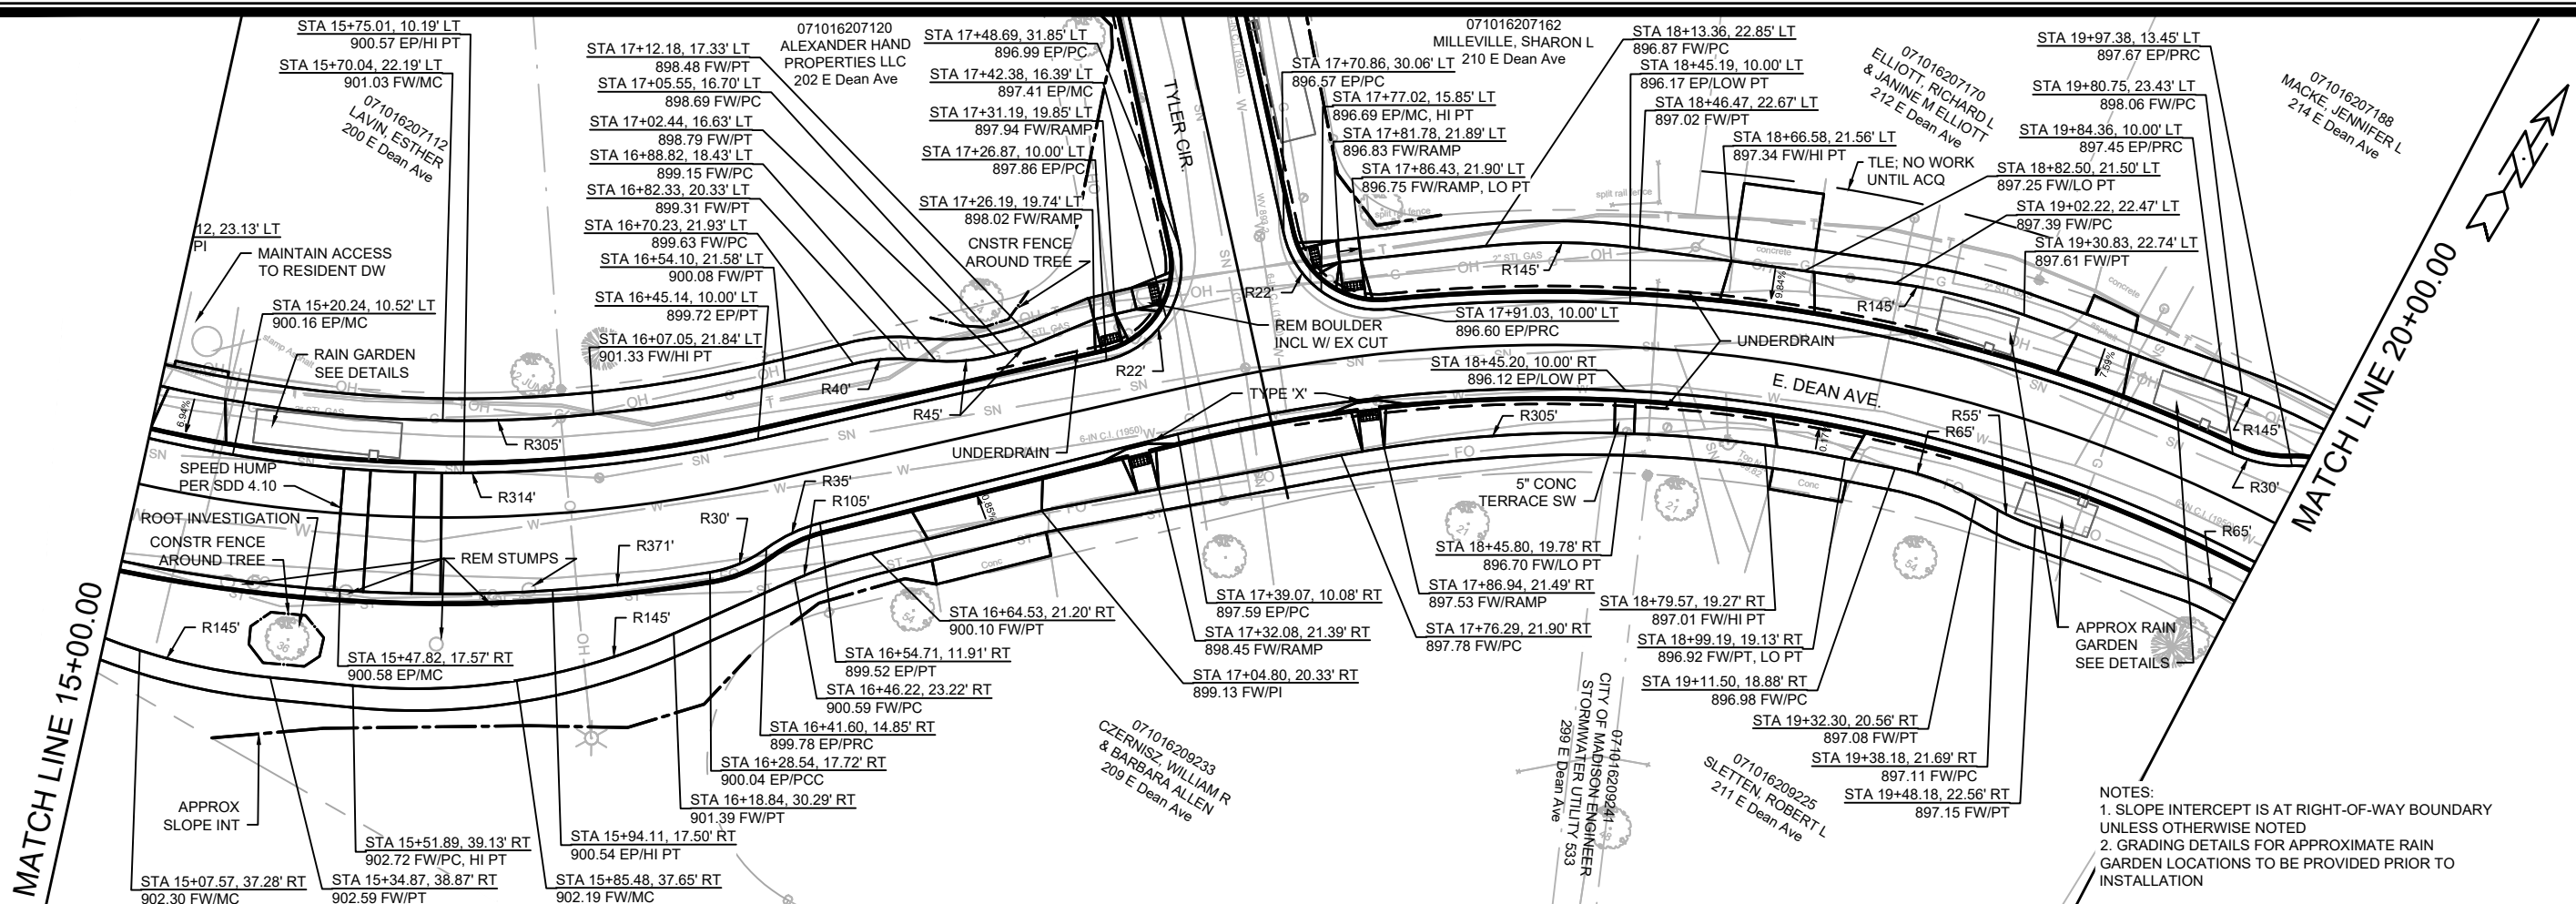 STA 15+75.01, 10.19' LT
900.57 EP/HI PT
STA 15+70.04, 22.19' LT
901.03 FW/MC
071016207112
LAVIN, ESTHER
200 E Dean Ave
12, 23.13' LT
PI
MAINTAIN ACCESS
TO RESIDENT DW
STA 15+20.24, 10.52' LT
900.16 EP/MC
RAIN GARDEN
SEE DETAILS
STA 17+12.18, 17.33' LT
898.48 FW/PT
STA 17+05.55, 16.70' LT
898.69 FW/PC
STA 17+02.44, 16.63' LT
898.79 FW/PT
STA 16+88.82, 18.43' LT
899.15 FW/PC
STA 16+82.33, 20.33' LT
899.31 FW/PT
STA 16+70.23, 21.93' LT
899.63 FW/PC
STA 16+54.10, 21.58' LT
900.08 FW/PT
STA 16+45.14, 10.00' LT
899.72 EP/PT
STA 16+07.05, 21.84' LT
901.33 FW/HI PT
071016207120
ALEXANDER HAND
PROPERTIES LLC
202 E Dean Ave
STA 17+48.69, 31.85' LT
896.99 EP/PC
STA 17+42.38, 16.39' LT
897.41 EP/MC
STA 17+31.19, 19.85' LT
897.94 FW/RAMP
STA 17+26.87, 10.00' LT
897.86 EP/PC
STA 17+26.19, 19.74' LT
898.02 FW/RAMP
CNSTR FENCE
AROUND TREE
TYLER CIR.
071016207162
MILLEVILLE, SHARON L
210 E Dean Ave
STA 17+70.86, 30.06' LT
896.57 EP/PC
STA 17+77.02, 15.85' LT
896.69 EP/MC, HI PT
STA 17+81.78, 21.89' LT
896.83 FW/RAMP
STA 17+86.43, 21.90' LT
896.75 FW/RAMP, LO PT
STA 18+13.36, 22.85' LT
896.87 FW/PC
STA 18+45.19, 10.00' LT
896.17 EP/LOW PT
STA 18+46.47, 22.67' LT
897.02 FW/PT
STA 18+66.58, 21.56' LT
897.34 FW/HI PT
071016207170
ELLIOTT, RICHARD L
& JANINE M ELLIOTT
212 E Dean Ave
TLE; NO WORK
UNTIL ACQ
STA 19+97.38, 13.45' LT
897.67 EP/PRC
STA 19+80.75, 23.43' LT
898.06 FW/PC
STA 19+84.36, 10.00' LT
897.45 EP/PRC
STA 18+82.50, 21.50' LT
897.25 FW/LO PT
STA 19+02.22, 22.47' LT
897.39 FW/PC
STA 19+30.83, 22.74' LT
897.61 FW/PT
071016207188
MACKE, JENNIFER L
214 E Dean Ave
MATCH LINE 20+00.00
split rail fence
split rail fence
concrete
concrete
2" STL GAS
R145'
R22'
9.84%
R145'
7.59%
R145'
R30'
R65'
6.94%
R305'
R40'
R45'
R22'
REM BOULDER
INCL W/ EX CUT
STA 17+91.03, 10.00' LT
896.60 EP/PRC
STA 18+45.20, 10.00' RT
896.12 EP/LOW PT
UNDERDRAIN
TYPE 'X'
R305'
E. DEAN AVE.
R55'
R65'
UNDERDRAIN
6-IN C.I. (1950)
SPEED HUMP
PER SDD 4.10
R314'
ROOT INVESTIGATION
CONSTR FENCE
AROUND TREE
REM STUMPS
R371'
R30'
R35'
R105'
Conc
Conc
5" CONC
TERRACE SW
R145'
R145'
36
54
21
21
54
48
STA 15+47.82, 17.57' RT
900.58 EP/MC
STA 16+64.53, 21.20' RT
900.10 FW/PT
STA 16+54.71, 11.91' RT
899.52 EP/PT
STA 16+46.22, 23.22' RT
900.59 FW/PC
STA 16+41.60, 14.85' RT
899.78 EP/PRC
STA 16+28.54, 17.72' RT
900.04 EP/PCC
STA 16+18.84, 30.29' RT
901.39 FW/PT
STA 17+39.07, 10.08' RT
897.59 EP/PC
STA 17+32.08, 21.39' RT
898.45 FW/RAMP
STA 17+04.80, 20.33' RT
899.13 FW/PI
STA 18+45.80, 19.78' RT
896.70 FW/LO PT
STA 17+86.94, 21.49' RT
897.53 FW/RAMP
STA 17+76.29, 21.90' RT
897.78 FW/PC
STA 18+79.57, 19.27' RT
897.01 FW/HI PT
STA 18+99.19, 19.13' RT
896.92 FW/PT, LO PT
STA 19+11.50, 18.88' RT
896.98 FW/PC
STA 19+32.30, 20.56' RT
897.08 FW/PT
STA 19+38.18, 21.69' RT
897.11 FW/PC
STA 19+48.18, 22.56' RT
897.15 FW/PT
APPROX RAIN
GARDEN
SEE DETAILS
MATCH LINE 15+00.00
APPROX
SLOPE INT
STA 15+51.89, 39.13' RT
902.72 FW/PC, HI PT
STA 15+94.11, 17.50' RT
900.54 EP/HI PT
STA 15+07.57, 37.28' RT
902.30 FW/MC
STA 15+34.87, 38.87' RT
902.59 FW/PT
STA 15+85.48, 37.65' RT
902.19 FW/MC
071016209233
CZERNISZ, WILLIAM R
& BARBARA ALLEN
209 E Dean Ave
071016209241
CITY OF MADISON ENGINEER
STORMWATER UTILITY 533
299 E Dean Ave
071016209225
SLETTEN, ROBERT L
211 E Dean Ave
NOTES:
1. SLOPE INTERCEPT IS AT RIGHT-OF-WAY BOUNDARY
UNLESS OTHERWISE NOTED
2. GRADING DETAILS FOR APPROXIMATE RAIN
GARDEN LOCATIONS TO BE PROVIDED PRIOR TO
INSTALLATION